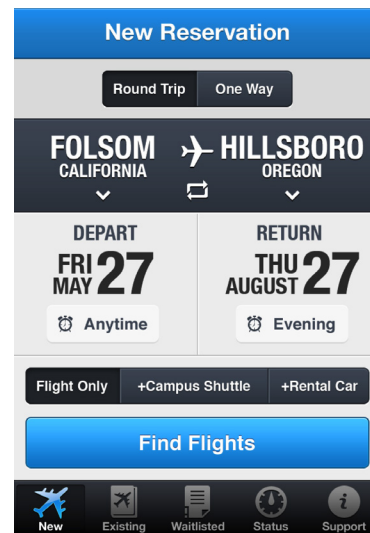 New Reservation
Round Trip One Way
FOLSOM HILLSBORO
CALIFORNIA OREGON
DEPART RETURN
FRI MAY 27 THU AUGUST 27
Anytime Evening
Flight Only +Campus Shuttle +Rental Car
Find Flights
New Existing Waitlisted Status Support